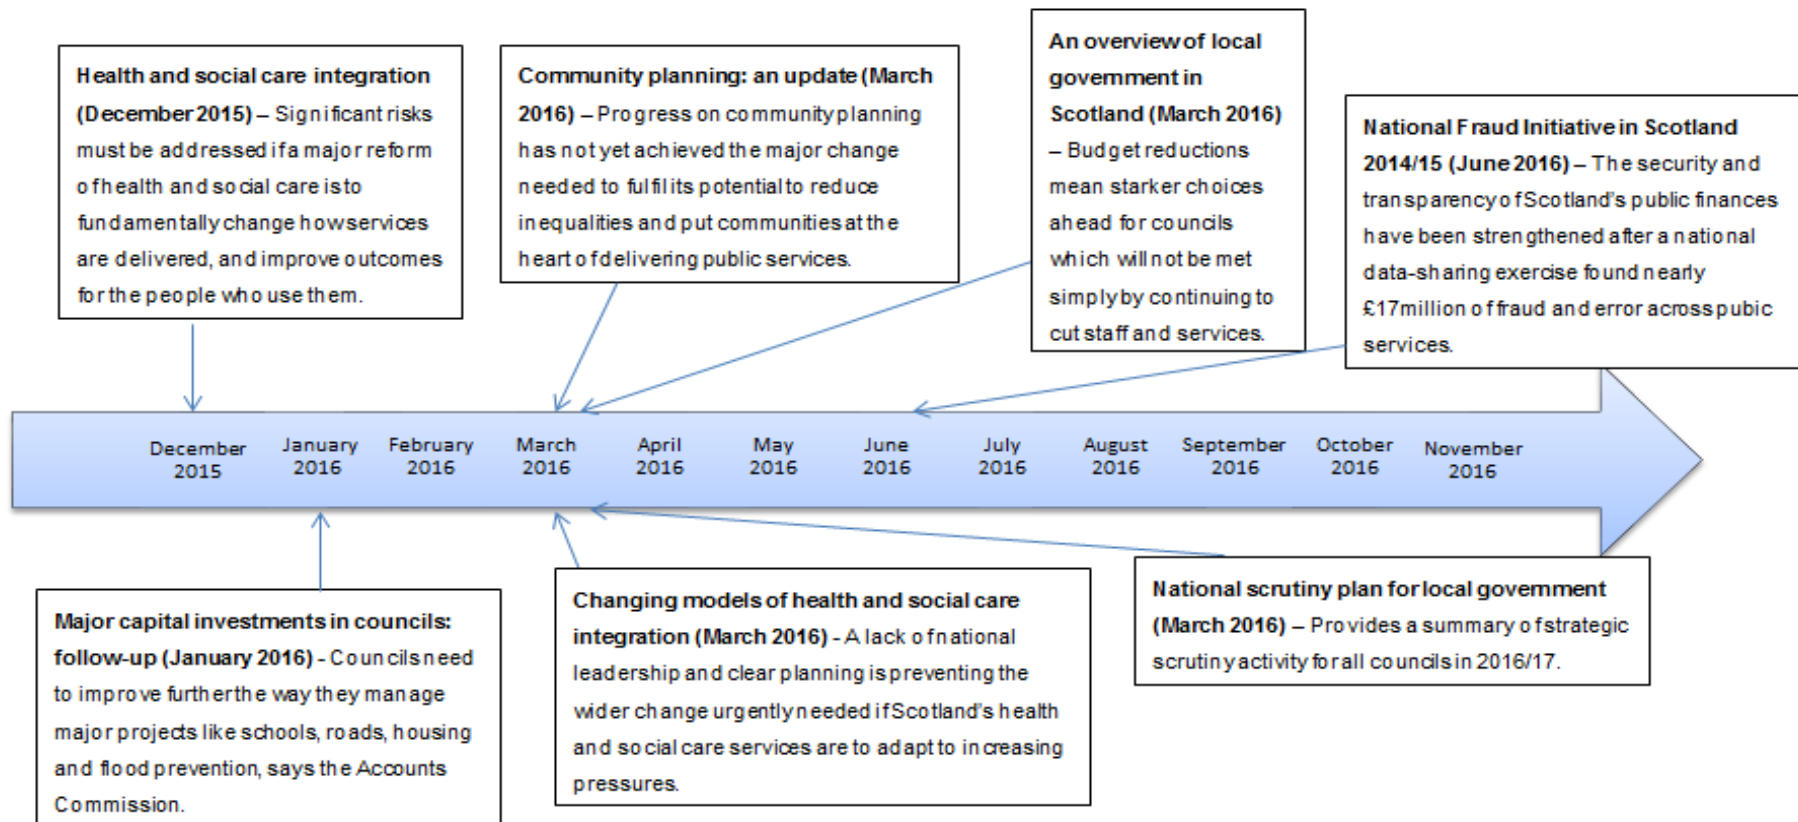 Health and social care integration
(December 2015) – Significant risks
must be addressed if a major reform
of health and social care is to
fundamentally change how services
are delivered, and improve outcomes
for the people who use them.
Community planning: an update (March
2016) – Progress on community planning
has not yet achieved the major change
needed to fulfil its potential to reduce
inequalities and put communities at the
heart of delivering public services.
An overview of local
government in
Scotland (March 2016)
– Budget reductions
mean starker choices
ahead for councils
which will not be met
simply by continuing to
cut staff and services.
National Fraud Initiative in Scotland
2014/15 (June 2016) – The security and
transparency of Scotland's public finances
have been strengthened after a national
data-sharing exercise found nearly
£17million of fraud and error across pubic
services.
December
2015
January
2016
February
2016
March
2016
April
2016
May
2016
June
2016
July
2016
August
2016
September
2016
October
2016
November
2016
Major capital investments in councils:
follow-up (January 2016) - Councils need
to improve further the way they manage
major projects like schools, roads, housing
and flood prevention, says the Accounts
Commission.
Changing models of health and social care
integration (March 2016) - A lack of national
leadership and clear planning is preventing the
wider change urgently needed if Scotland's health
and social care services are to adapt to increasing
pressures.
National scrutiny plan for local government
(March 2016) – Provides a summary of strategic
scrutiny activity for all councils in 2016/17.